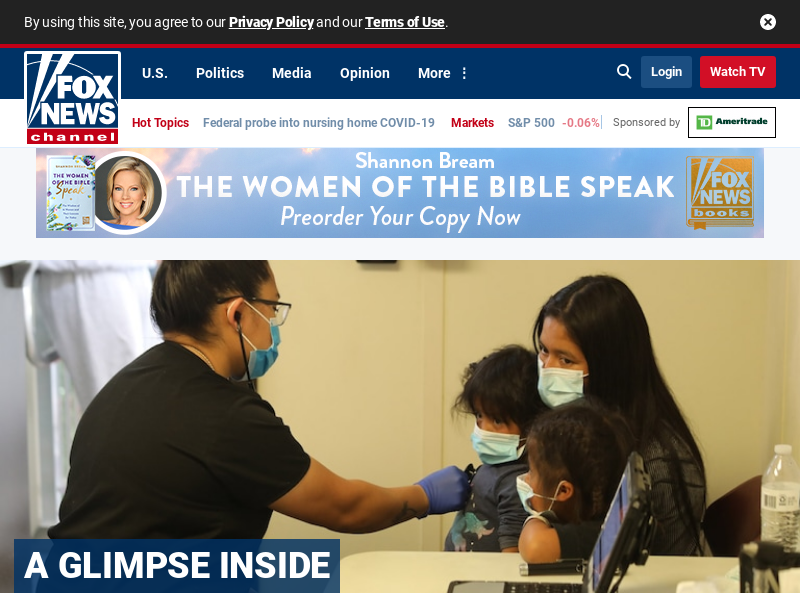 By using this site, you agree to our Privacy Policy and our Terms of Use.
FOX NEWS channel
U.S. Politics Media Opinion More
Login
Watch TV
Hot Topics Federal probe into nursing home COVID-19 Markets S&P 500 -0.06% Sponsored by TD Ameritrade
Shannon Bream
THE WOMEN OF THE BIBLE SPEAK
Preorder Your Copy Now
THE WOMEN
OF THE BIBLE
Speak
FOX
NEWS
books
A GLIMPSE INSIDE